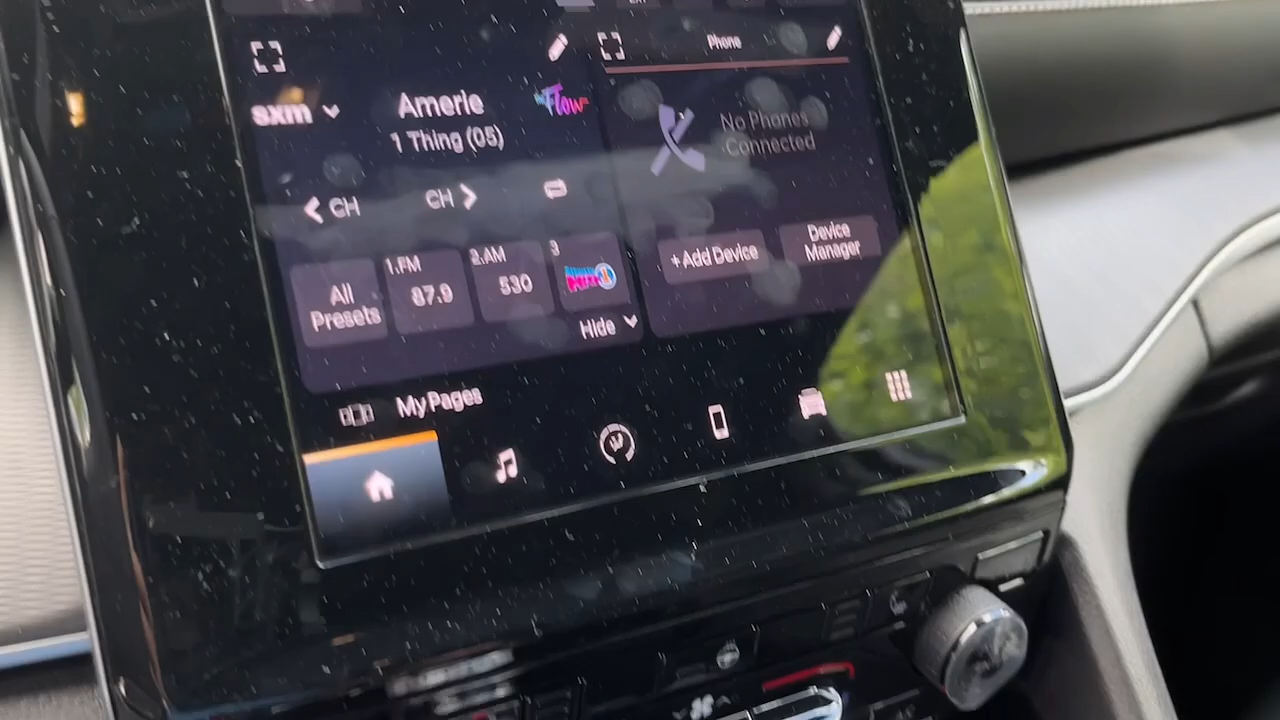 Phone
sxm
Amerie
The Flow
1 Thing (05)
No Phones
Connected
CH
CH
All
Presets
1.FM
87.9
2.AM
530
3
+Add Device
Device
Manager
Hide
My Pages